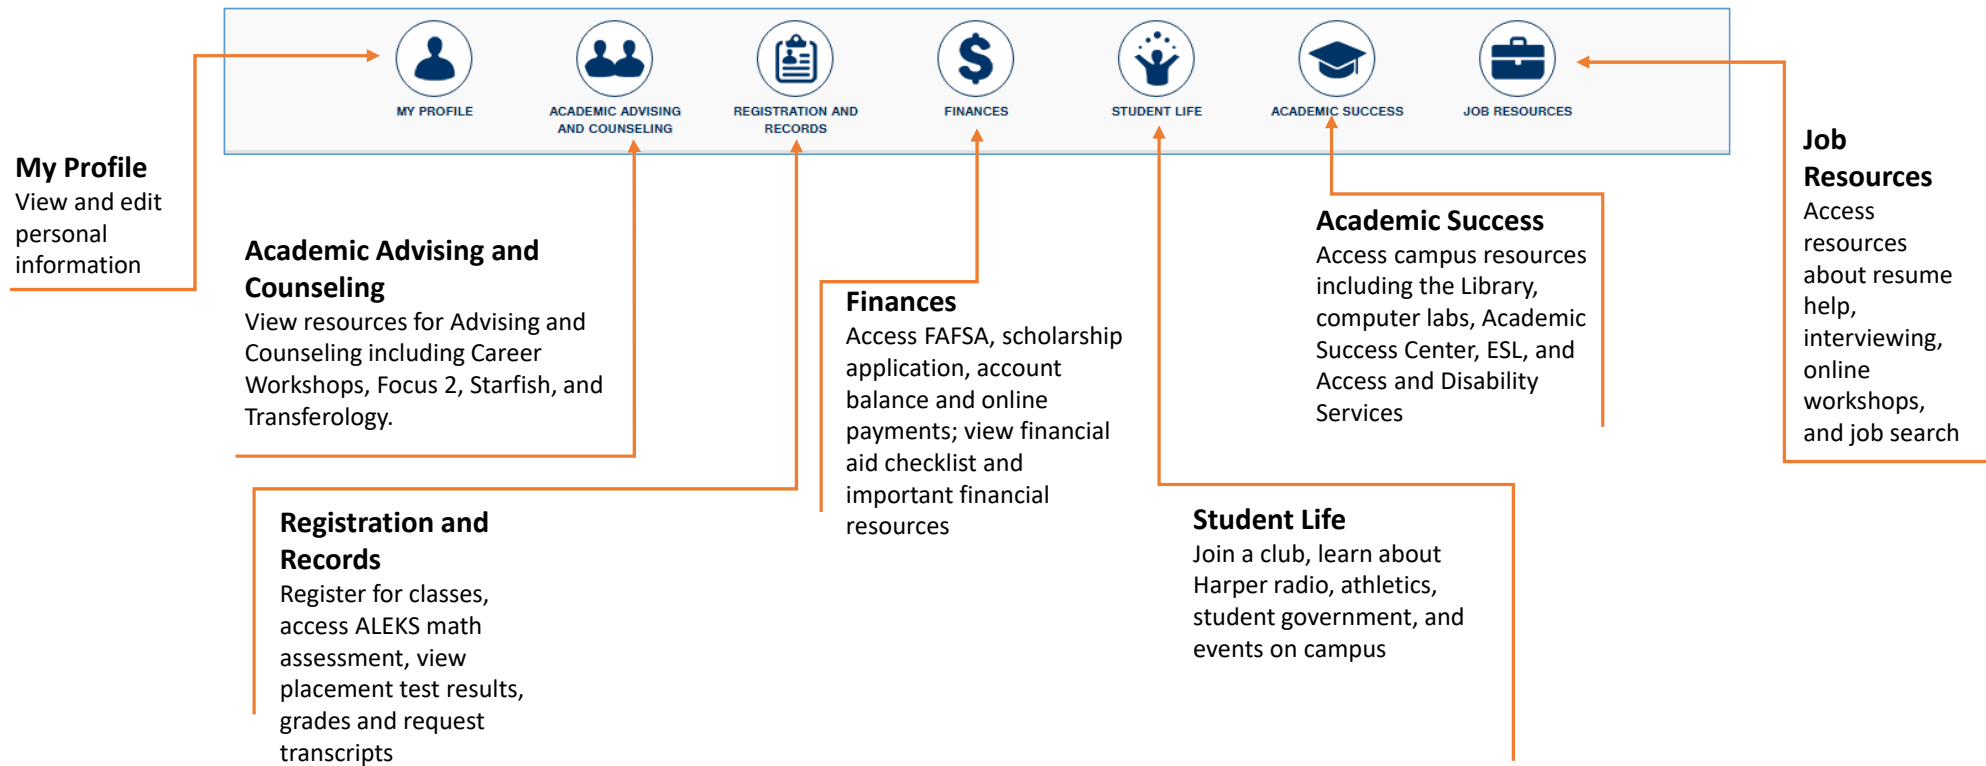 MY PROFILE
ACADEMIC ADVISING
AND COUNSELING
REGISTRATION AND
RECORDS
FINANCES
STUDENT LIFE
ACADEMIC SUCCESS
JOB RESOURCES
My Profile
View and edit
personal
information
Academic Advising and
Counseling
View resources for Advising and
Counseling including Career
Workshops, Focus 2, Starfish, and
Transferology.
Registration and
Records
Register for classes,
access ALEKS math
assessment, view
placement test results,
grades and request
transcripts
Finances
Access FAFSA, scholarship
application, account
balance and online
payments; view financial
aid checklist and
important financial
resources
Student Life
Join a club, learn about
Harper radio, athletics,
student government, and
events on campus
Academic Success
Access campus resources
including the Library,
computer labs, Academic
Success Center, ESL, and
Access and Disability
Services
Job
Resources
Access
resources
about resume
help,
interviewing,
online
workshops,
and job search